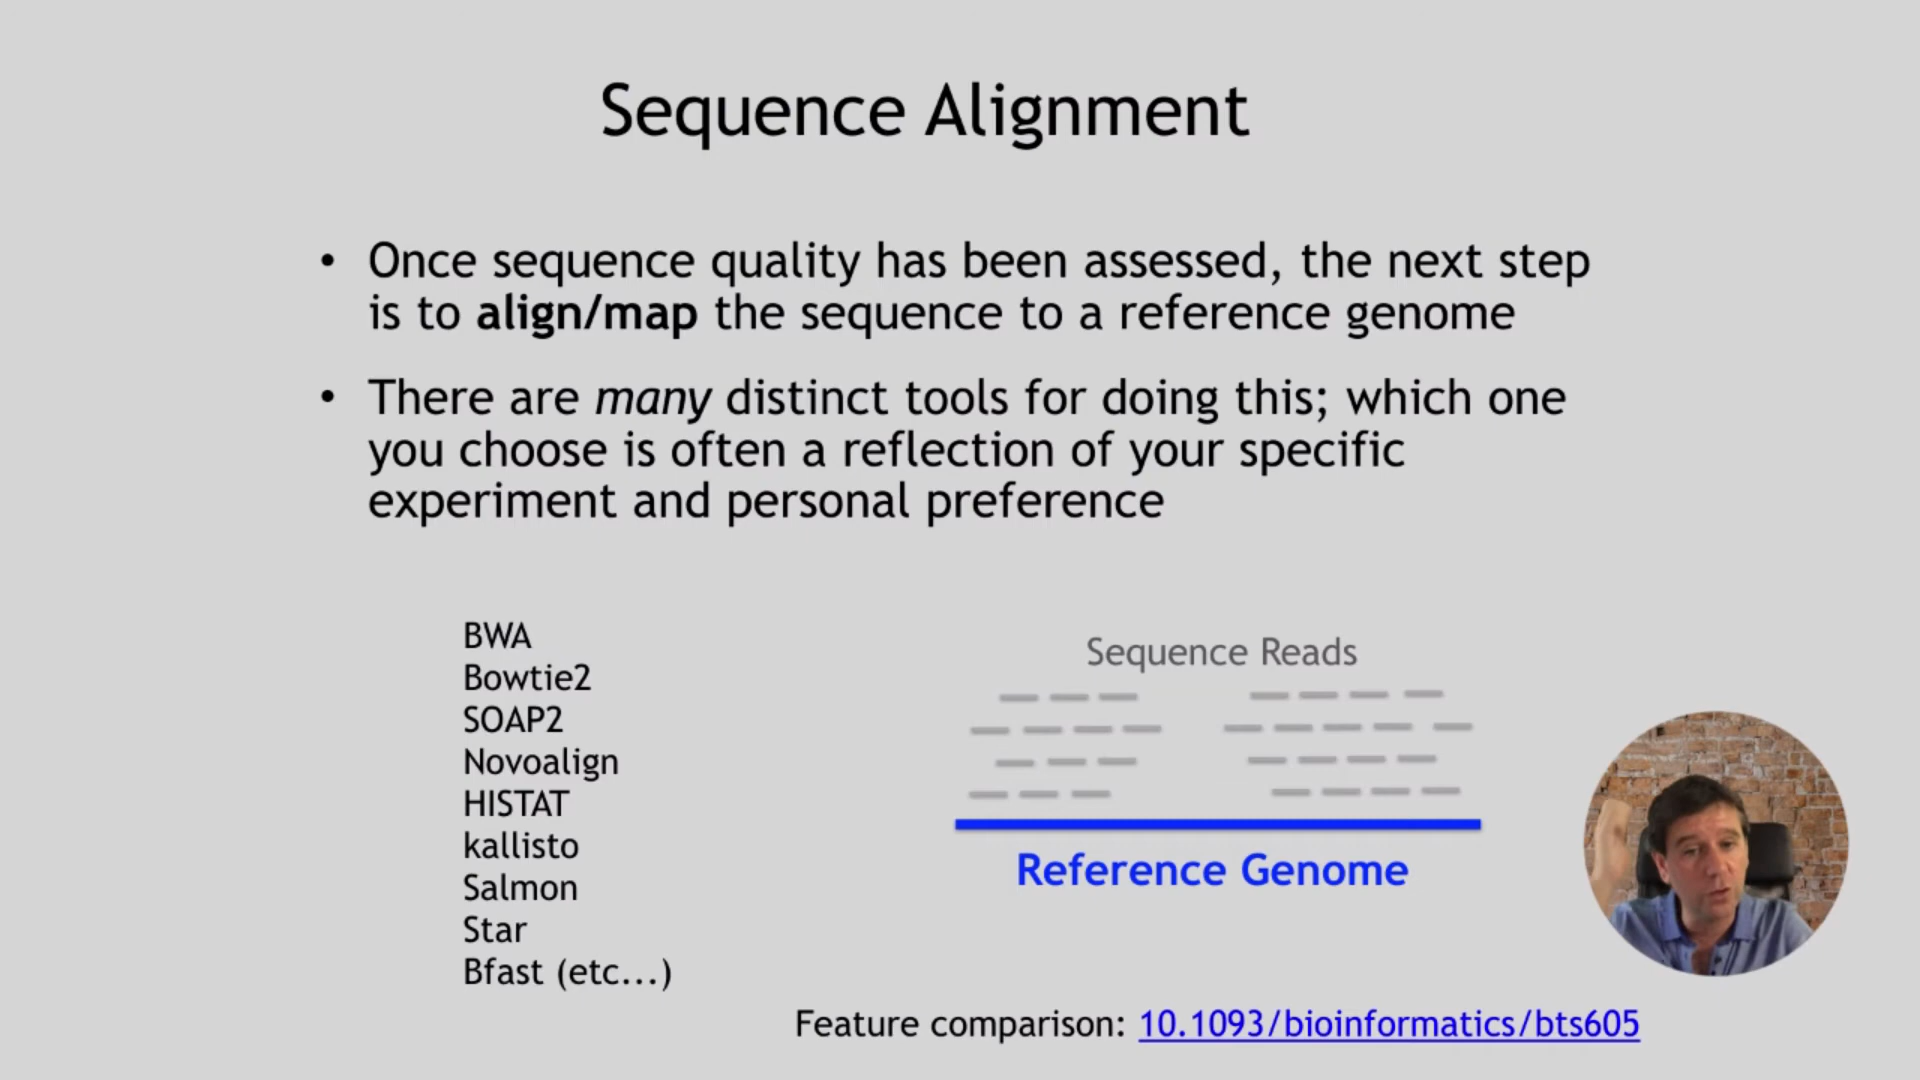 Sequence Alignment
• Once sequence quality has been assessed, the next step
is to align/map the sequence to a reference genome
• There are many distinct tools for doing this; which one
you choose is often a reflection of your specific
experiment and personal preference
BWA
Bowtie2
SOAP2
Novoalign
HISTAT
kallisto
Salmon
Star
Bfast (etc...)
Sequence Reads
Reference Genome
Feature comparison: 10.1093/bioinformatics/bts605